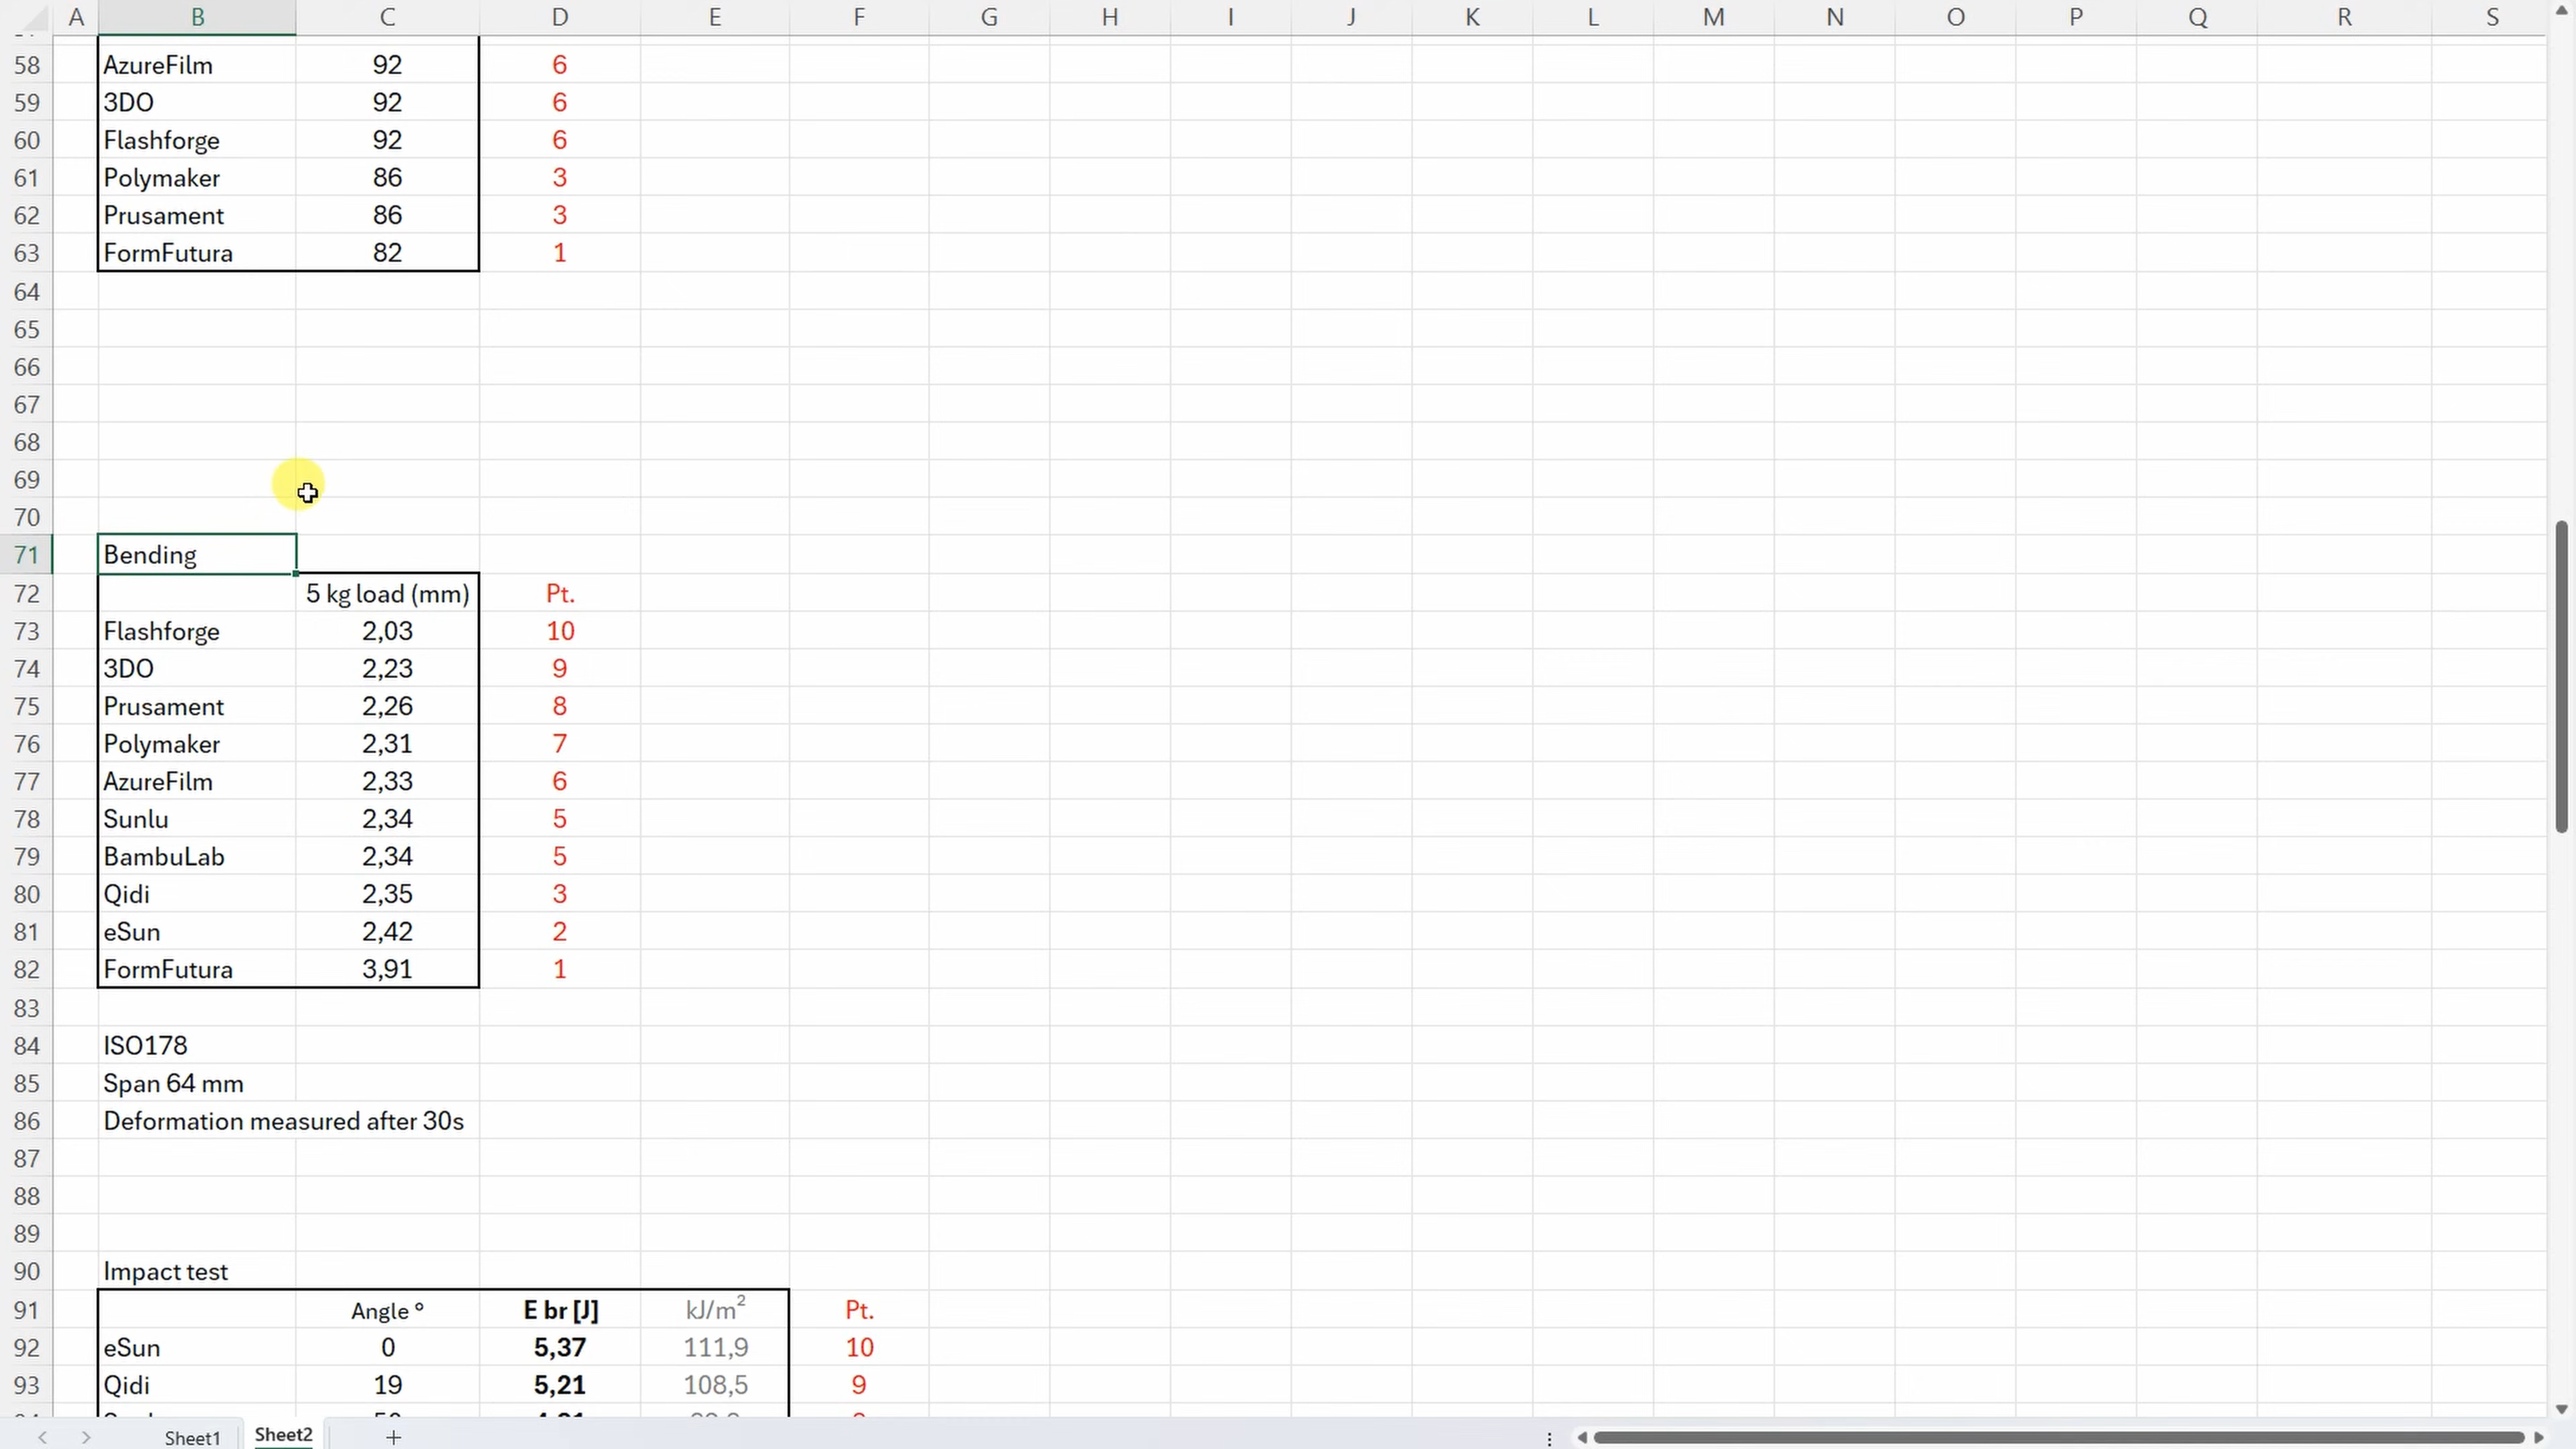 A B C D E F G H I J K L M N O P Q R S
58 AzureFilm 92 6
59 3DO 92 6
60 Flashforge 92 6
61 Polymaker 86 3
62 Prusament 86 3
63 FormFutura 82 1
64
65
66
67
68
69
70
71 Bending
72 5 kg load (mm) Pt.
73 Flashforge 2,03 10
74 3DO 2,23 9
75 Prusament 2,26 8
76 Polymaker 2,31 7
77 AzureFilm 2,33 6
78 Sunlu 2,34 5
79 BambuLab 2,34 5
80 Qidi 2,35 3
81 eSun 2,42 2
82 FormFutura 3,91 1
83
84 ISO178
85 Span 64 mm
86 Deformation measured after 30s
87
88
89
90 Impact test
91 Angle º E br [J] kJ/m² Pt.
92 eSun 0 5,37 111,9 10
93 Qidi 19 5,21 108,5 9
Sheet1 Sheet2 +